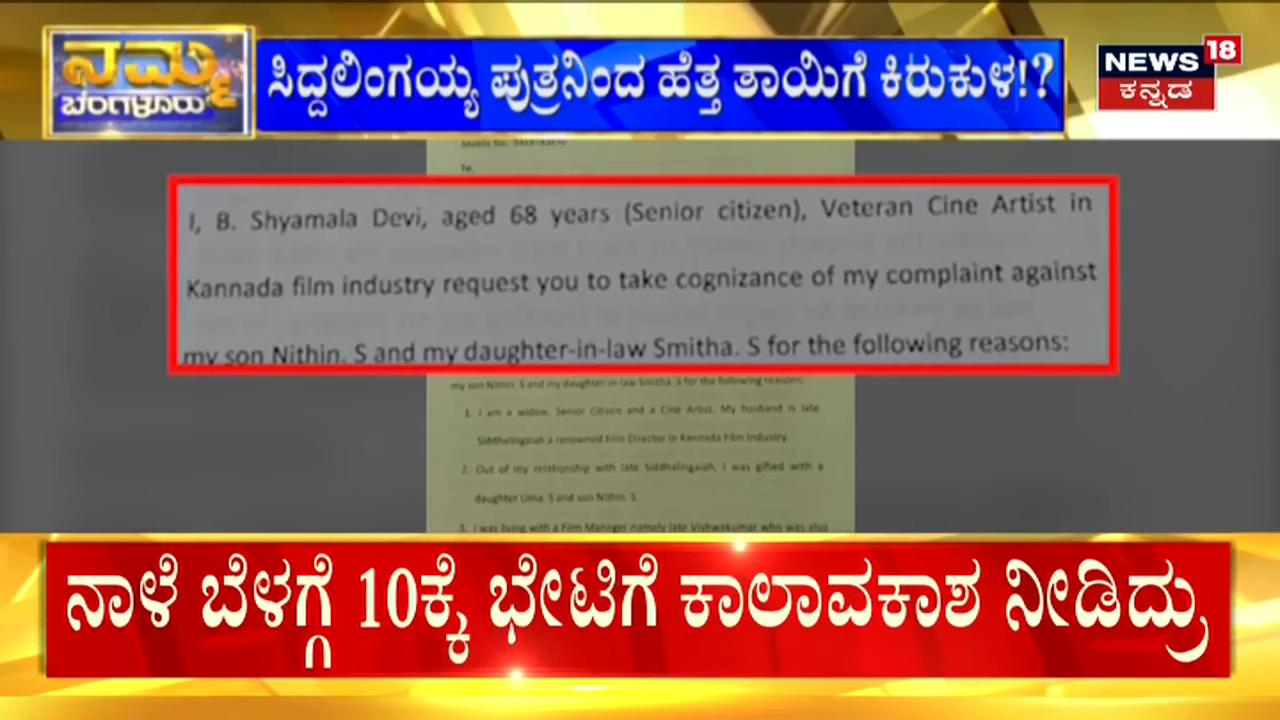 ನಮ್ಮ
ಬೆಂಗಳೂರು
ಸಿದ್ದಲಿಂಗಯ್ಯ ಪುತ್ರನಿಂದ ಹೆತ್ತ ತಾಯಿಗೆ ಕಿರುಕುಳ!?
NEWS 18
ಕನ್ನಡ
Mobile No.
To,
I, B. Shyamala Devi, aged 68 years (Senior citizen), Veteran Cine Artist in
Kannada film industry request you to take cognizance of my complaint against
my son Nithin. S and my daughter-in-law Smitha. S for the following reasons:
my son Nithin. S and my daughter-in-law Smitha. S for the following reasons:
1. I am a widow, Senior Citizen and a Cine Artist. My husband is late
Siddhalingaiah a renowned Film Director in Kannada Film Industry.
2. Out of my relationship with late Siddhalingaiah, I was gifted with a
daughter Uma. S and son Nithin. S.
3. I was living with a Film Manager namely late Vishwakumar who was also
ನಾಳೆ ಬೆಳಗ್ಗೆ 10ಕ್ಕೆ ಭೇಟಿಗೆ ಕಾಲಾವಕಾಶ ನೀಡಿದ್ರು